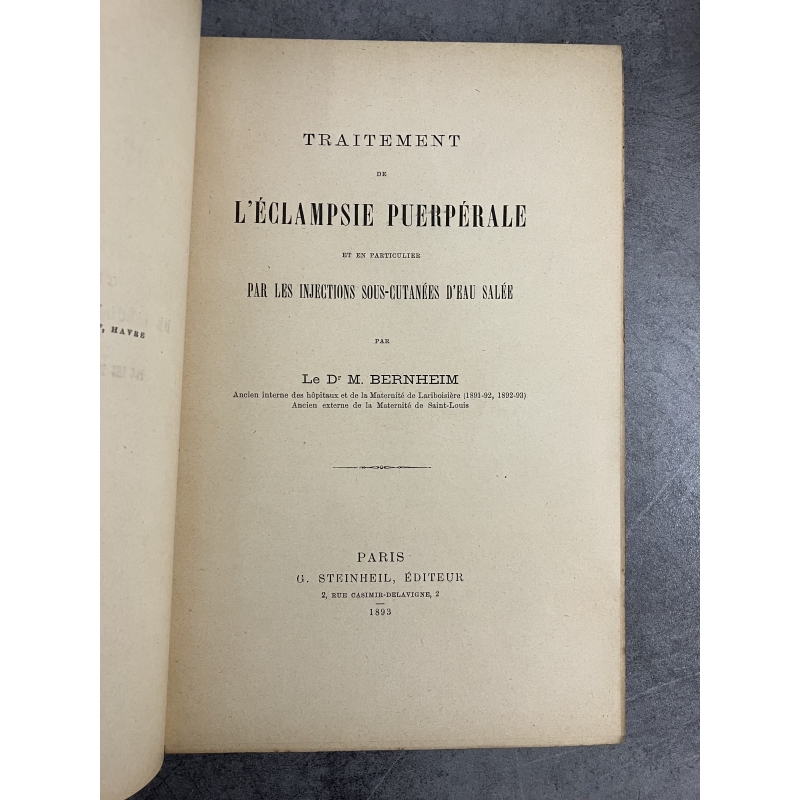 TRAITEMENT
DE
L'ÉCLAMPSIE PUERPÉRALE
ET EN PARTICULIER
PAR LES INJECTIONS SOUS-CUTANÉES D'EAU SALÉE
PAR
Le Dr M. BERNHEIM
Ancien interne des hôpitaux et de la Maternité de Lariboisière (1891-92, 1892-93)
Ancien externe de la Maternité de Saint-Louis
PARIS
G. STEINHEIL, ÉDITEUR
2, RUE CASIMIR-DELAVIGNE, 2
1893
HAVRE